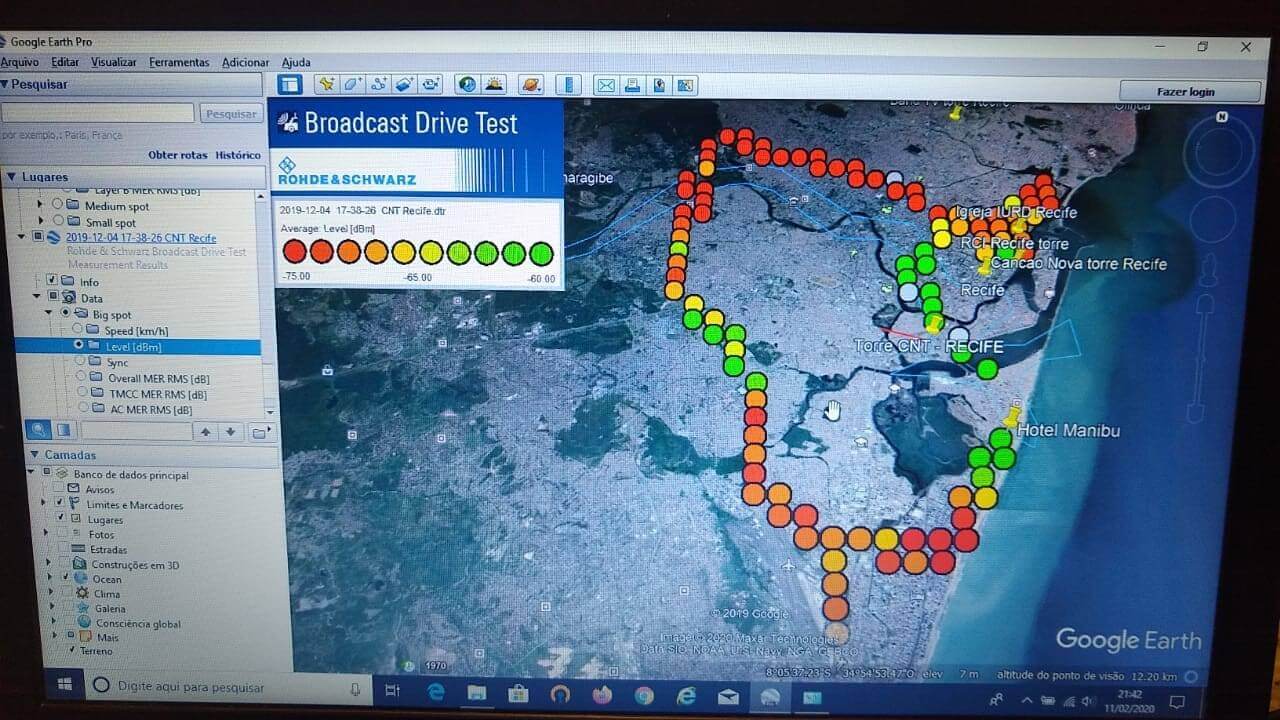 Google Earth Pro
Arquivo Editar Visualizar Ferramentas Adicionar Ajuda
Pesquisar
Pesquisar
por exemplo,: Paris, França
Obter rotas Histórico
Lugares
Layer B MER RMS [dB]
Medium spot
Small spot
2019-12-04 17-38-26 CNT Recife
Rohde & Schwarz Broadcast Drive Test
Measurement Results
Info
Data
Big spot
Speed [km/h]
Level [dBm]
Sync
Overall MER RMS [dB]
TMCC MER RMS [dB]
AC MER RMS [dB]
Camadas
Banco de dados principal
Avisos
Limites e Marcadores
Lugares
Fotos
Estradas
Construções em 3D
Ocean
Clima
Galeria
Consciência global
Mais
Terreno
Fazer login
Broadcast Drive Test
ROHDE&SCHWARZ
2019-12-04 17-38-26 CNT Recife.dtr
Average: Level [dBm]
-75.00 -65.00 -60.00
Band TV torre Recife
Olinda
N
maragibe
Igreja IURD Recife
RCI Recife torre
Cancao Nova torre Recife
Recife
Torre CNT - RECIFE
Hotel Manibu
© 2019 Google
Image © 2020 Maxar Technologies
Data SIO, NOAA, U.S. Navy, NGA, GEBCO
Google Earth
1970
8°05'37.23"S 34°54'53.47"O elev 7 m altitude do ponto de visão 12.20 km
Digite aqui para pesquisar
21:42
11/02/2020